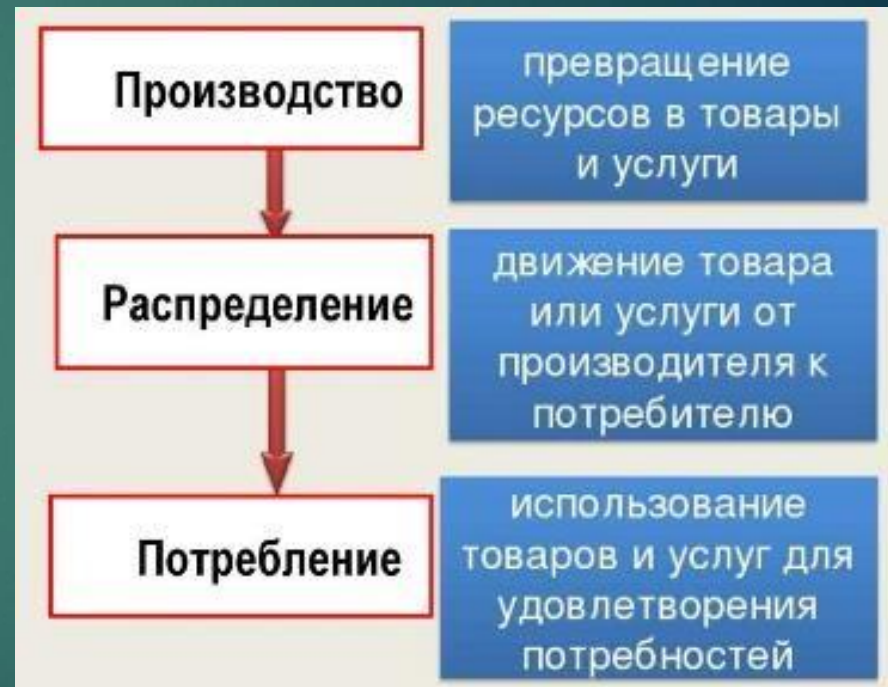 Производство
превращение
ресурсов в товары
и услуги
Распределение
движение товара
или услуги от
производителя к
потребителю
Потребление
использование
товаров и услуг для
удовлетворения
потребностей